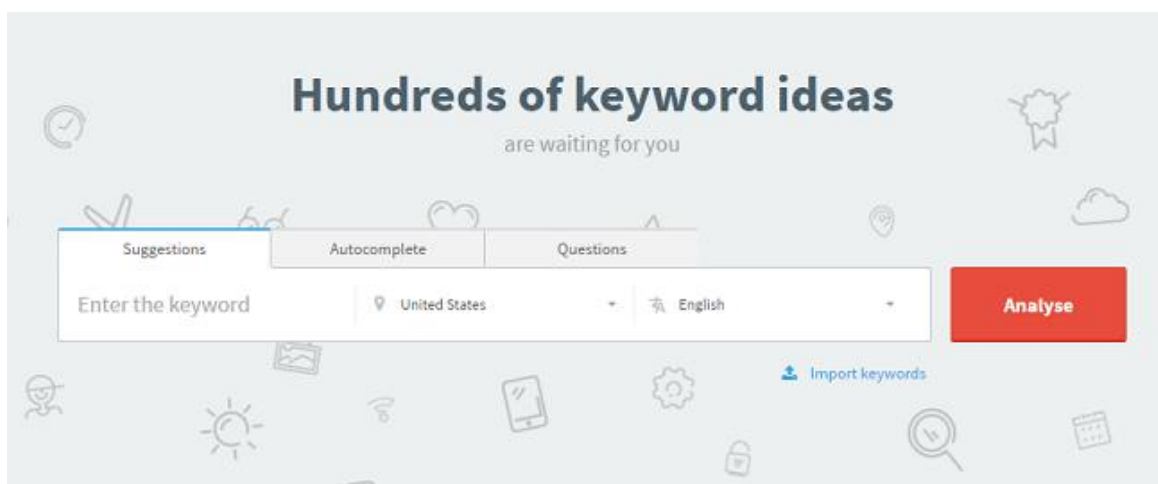 Hundreds of keyword ideas
are waiting for you
Suggestions Autocomplete Questions
Enter the keyword United States English Analyse
Import keywords